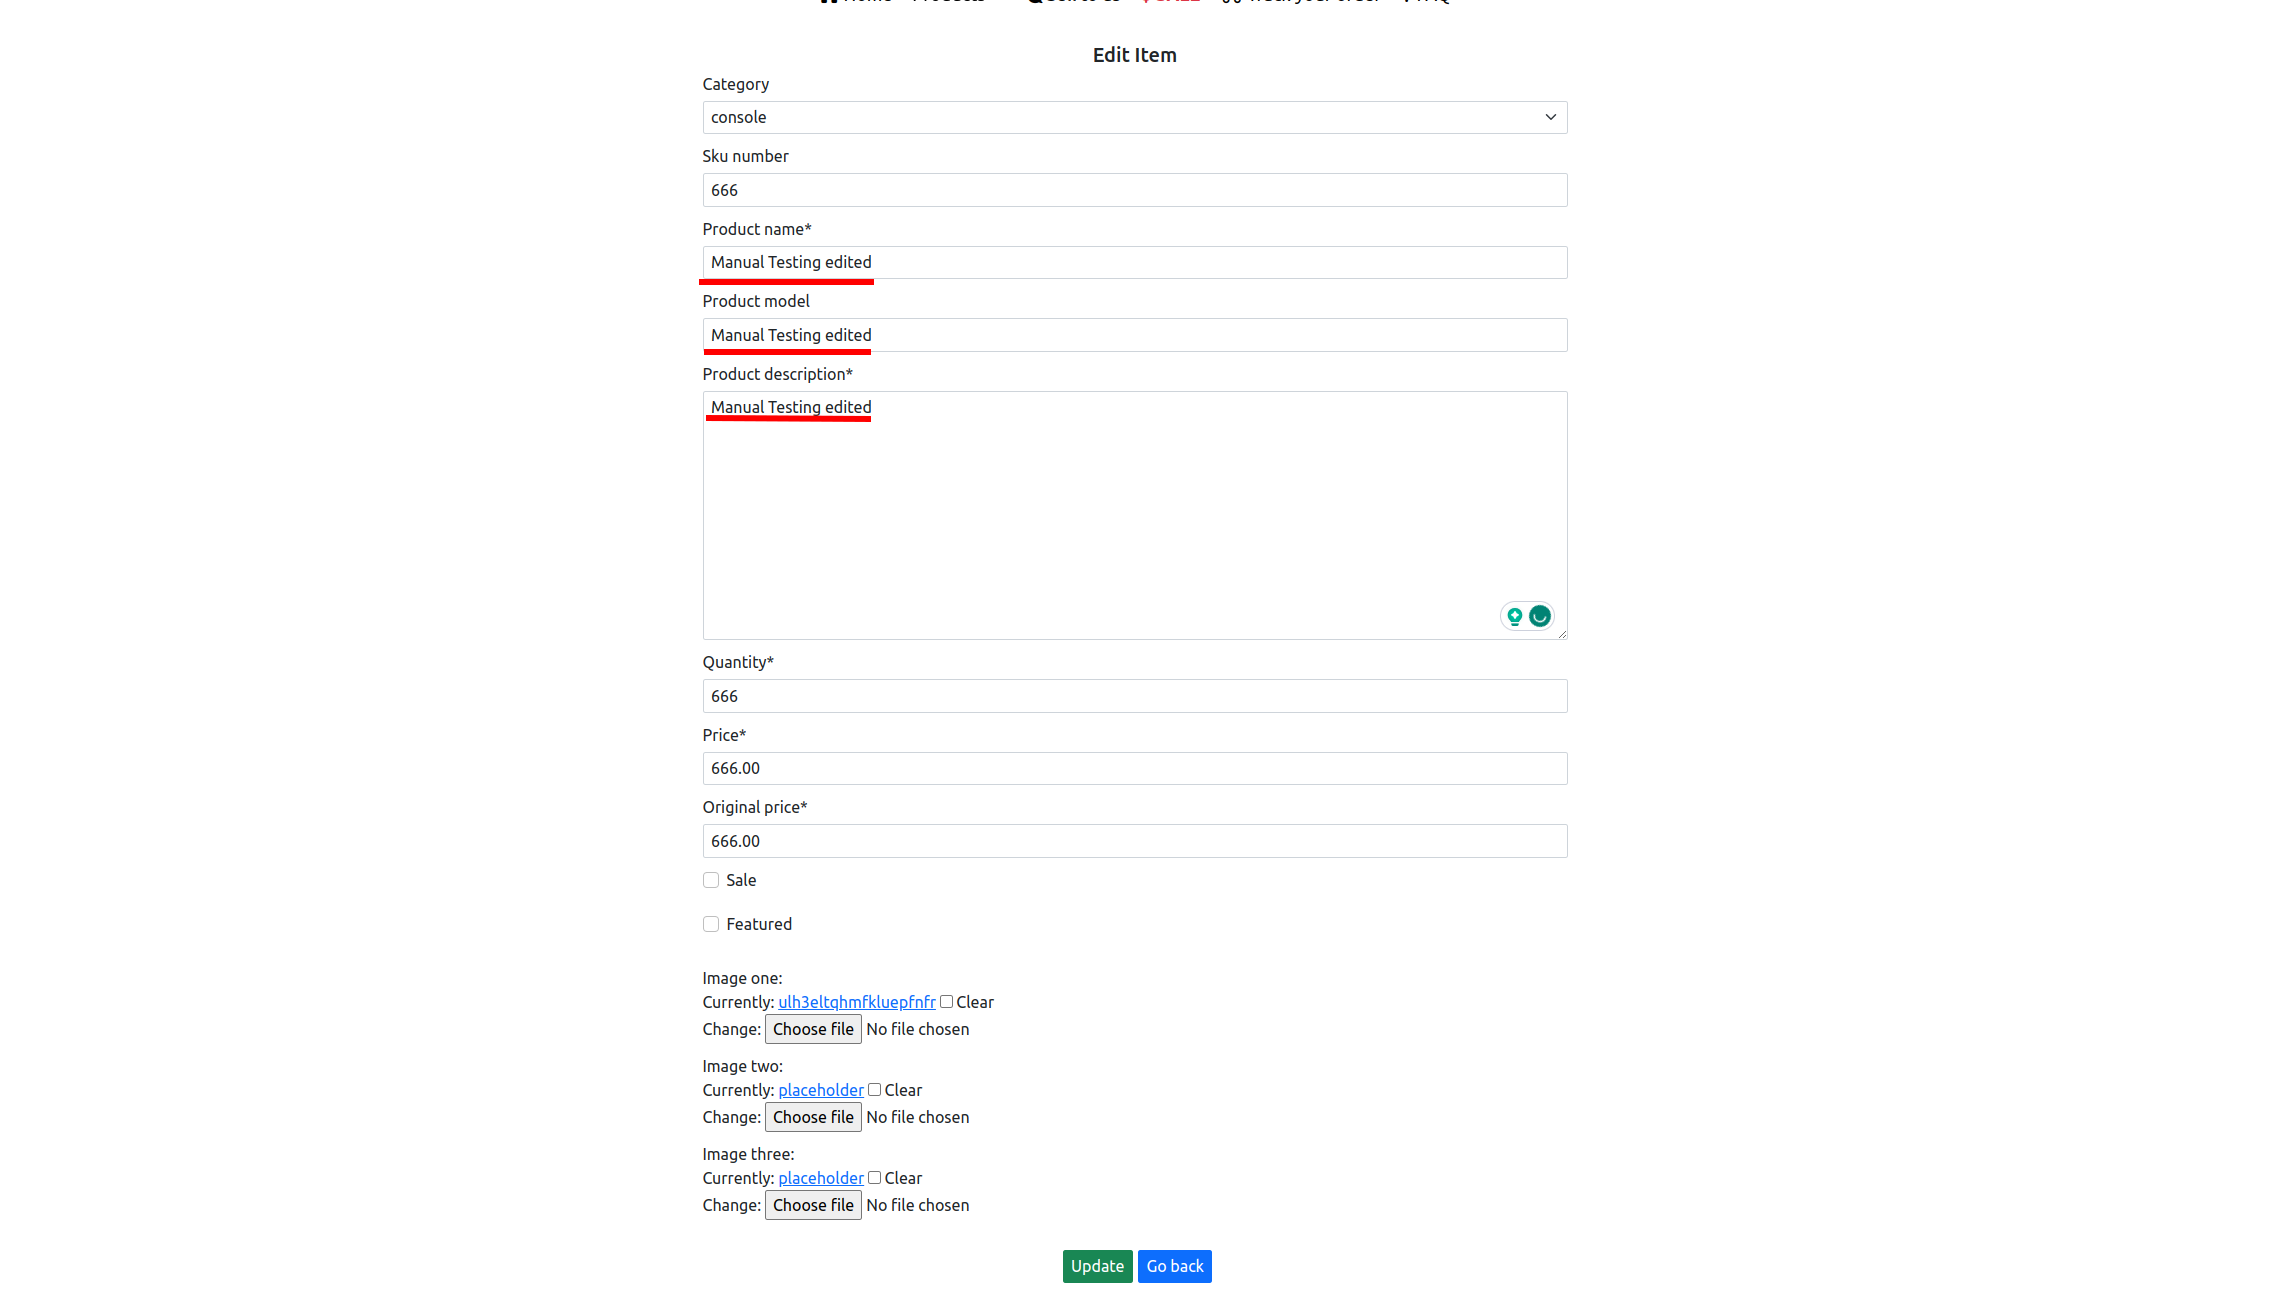 Edit Item
Category
console
Sku number
666
Product name*
Manual Testing edited
Product model
Manual Testing edited
Product description*
Manual Testing edited
Quantity*
666
Price*
666.00
Original price*
666.00
Sale
Featured
Image one:
Currently: ulh3eltqhmfkluepfnfr Clear
Change: Choose file No file chosen
Image two:
Currently: placeholder Clear
Change: Choose file No file chosen
Image three:
Currently: placeholder Clear
Change: Choose file No file chosen
Update Go back